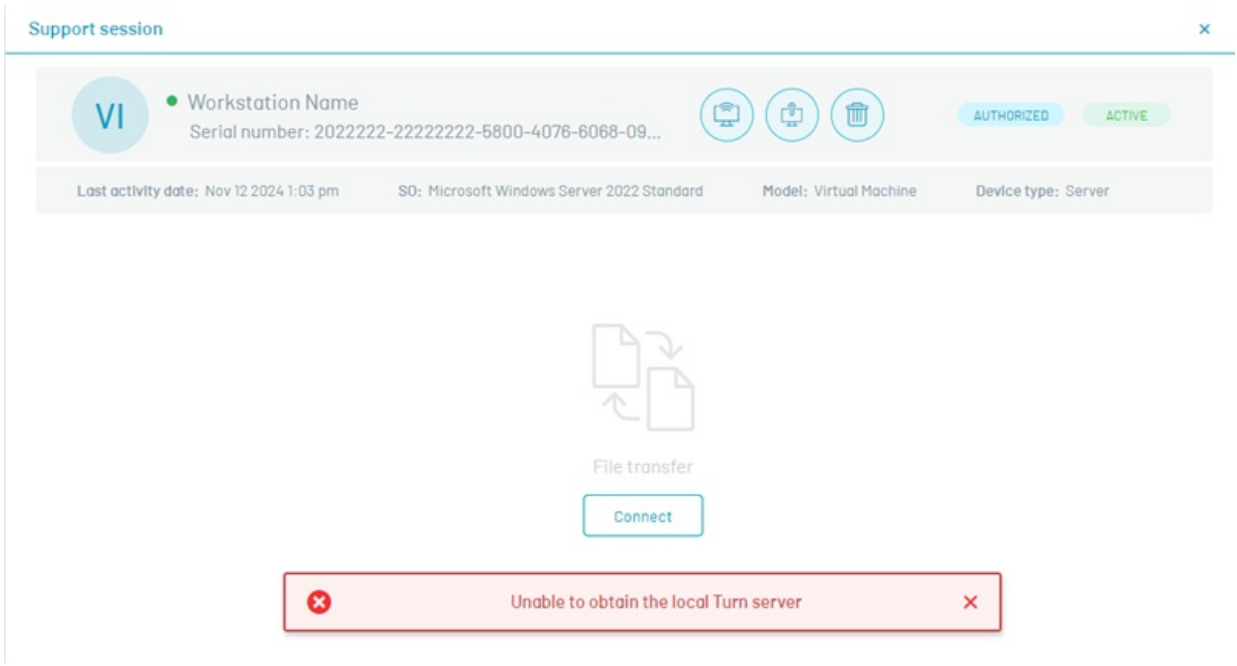 Support session
VI
Workstation Name
Serial number: 2022222-22222222-5800-4076-6068-09...
AUTHORIZED
ACTIVE
Last activity date: Nov 12 2024 1:03 pm SO: Microsoft Windows Server 2022 Standard Model: Virtual Machine Device type: Server
File transfer
Connect
Unable to obtain the local Turn server